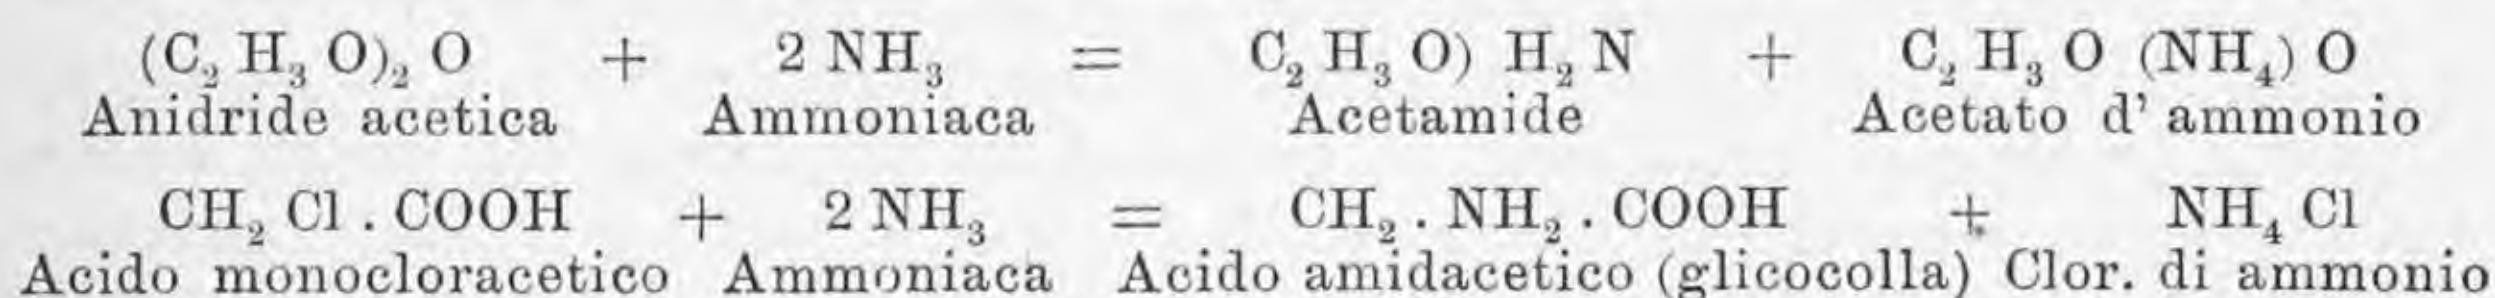 (C₂ H₃ O)₂ O + 2 NH₃ = C₂ H₃ O) H₂ N + C₂ H₃ O (NH₄) O
Anidride acetica Ammoniaca Acetamide Acetato d' ammonio
CH₂ Cl . COOH + 2 NH₃ = CH₂ . NH₂ . COOH + NH₄ Cl
Acido monocloracetico Ammoniaca Acido amidacetico (glicocolla) Clor. di ammonio